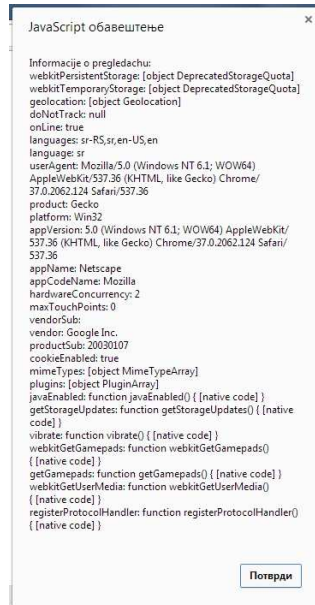 JavaScript обавештење
Informacije o pregledachu:
webkitPersistentStorage: [object DeprecatedStorageQuota]
webkitTemporaryStorage: [object DeprecatedStorageQuota]
geolocation: [object Geolocation]
doNotTrack: null
onLine: true
languages: sr-RS,sr,en-US,en
language: sr
userAgent: Mozilla/5.0 (Windows NT 6.1; WOW64)
AppleWebKit/537.36 (KHTML, like Gecko) Chrome/
37.0.2062.124 Safari/537.36
product: Gecko
platform: Win32
appVersion: 5.0 (Windows NT 6.1; WOW64) AppleWebKit/
537.36 (KHTML, like Gecko) Chrome/37.0.2062.124 Safari/
537.36
appName: Netscape
appCodeName: Mozilla
hardwareConcurrency: 2
maxTouchPoints: 0
vendorSub:
vendor: Google Inc.
productSub: 20030107
cookieEnabled: true
mimeTypes: [object MimeTypeArray]
plugins: [object PluginArray]
javaEnabled: function javaEnabled() { [native code] }
getStorageUpdates: function getStorageUpdates() { [native
code] }
vibrate: function vibrate() { [native code] }
webkitGetGamepads: function webkitGetGamepads()
{ [native code] }
getGamepads: function getGamepads() { [native code] }
webkitGetUserMedia: function webkitGetUserMedia()
{ [native code] }
registerProtocolHandler: function registerProtocolHandler()
{ [native code] }
Потврди